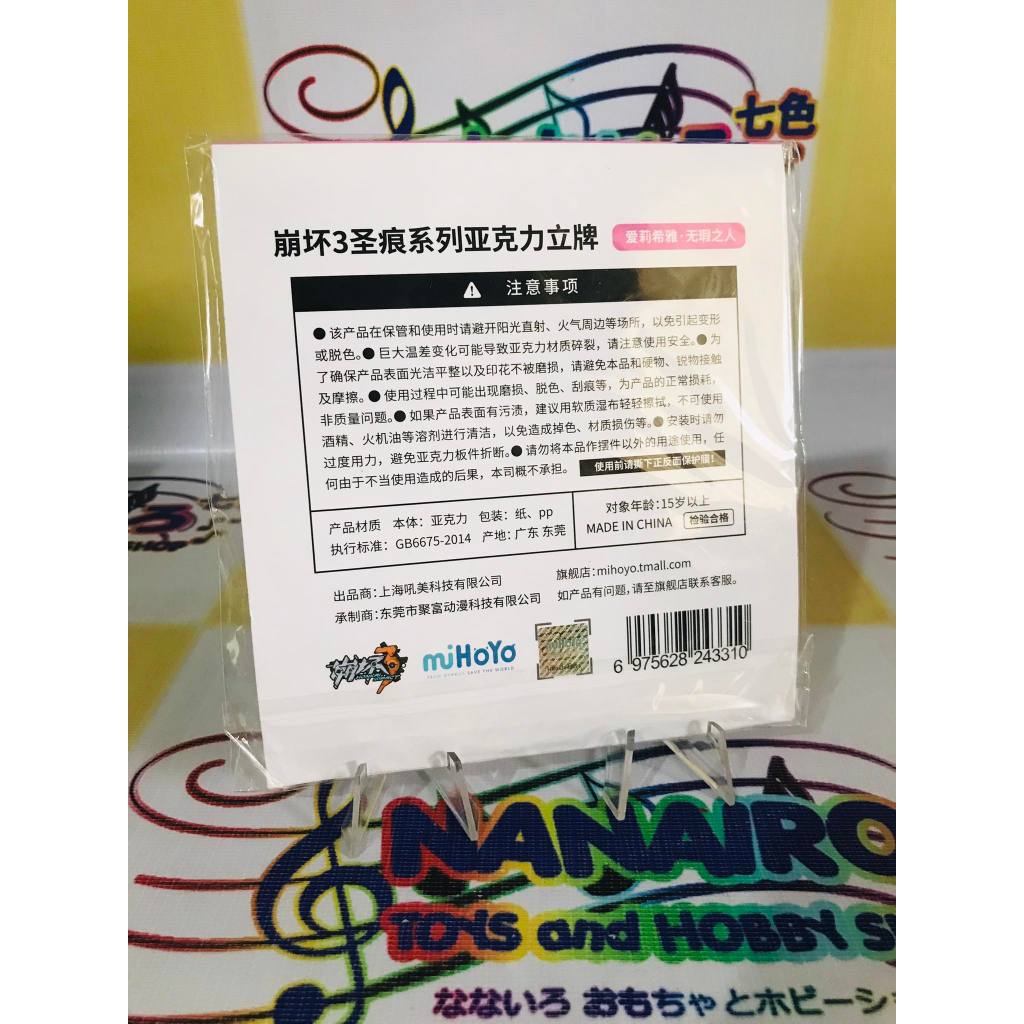 七色
崩坏3圣痕系列亚克力立牌
爱莉希雅·无瑕之人
注意事项
●该产品在保管和使用时请避开阳光直射、火气周边等场所，以免引起变形
或脱色。●巨大温差变化可能导致亚克力材质碎裂，请注意使用安全。●为
了确保产品表面光洁平整以及印花不被磨损，请避免本品和硬物、锐物接触
及摩擦。●使用过程中可能出现磨损、脱色、刮痕等，为产品的正常损耗，
非质量问题。●如果产品表面有污渍，建议用软质湿布轻轻擦拭，不可使用
酒精、火机油等溶剂进行清洁，以免造成掉色、材质损伤等。●安装时请勿
过度用力，避免亚克力板件折断。●请勿将本品作摆件以外的用途使用，任
何由于不当使用造成的后果，本司概不承担。
使用前请撕下正反面保护膜！
产品材质 本体：亚克力 包装：纸、pp
执行标准：GB6675-2014 产地：广东 东莞
对象年龄：15岁以上
MADE IN CHINA 检验合格
出品商：上海吼美科技有限公司
承制商：东莞市聚富动漫科技有限公司
旗舰店：mihoyo.tmall.com
如产品有问题，请至旗舰店联系客服。
崩坏3
miHoYo
TECH OTAKUS SAVE THE WORLD
6 975628 243310
SHOP
NANAIRO
TOYS and HOBBY S
なないろ おもちゃとホビーシ